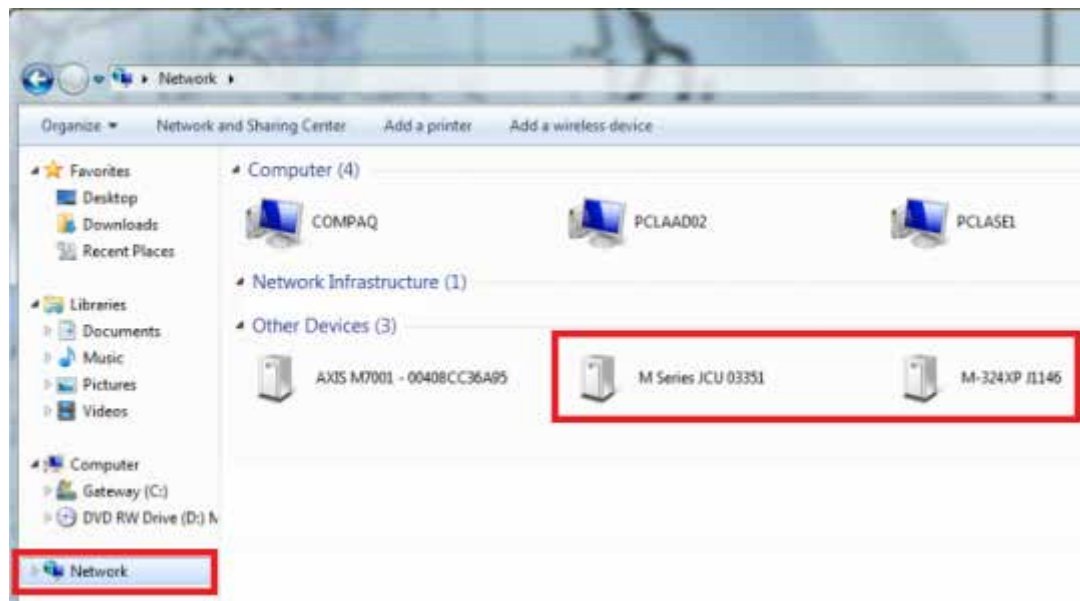 Network
Organize Network and Sharing Center Add a printer Add a wireless device
Favorites
Desktop
Downloads
Recent Places
Libraries
Documents
Music
Pictures
Videos
Computer
Gateway (C:)
DVD RW Drive (D:) M
Network
Computer (4)
COMPAQ PCLAAD02 PCLASE1
Network Infrastructure (1)
Other Devices (3)
AXIS M7001 - 00408CC36A95 M Series JCU 03351 M-324XP J1146